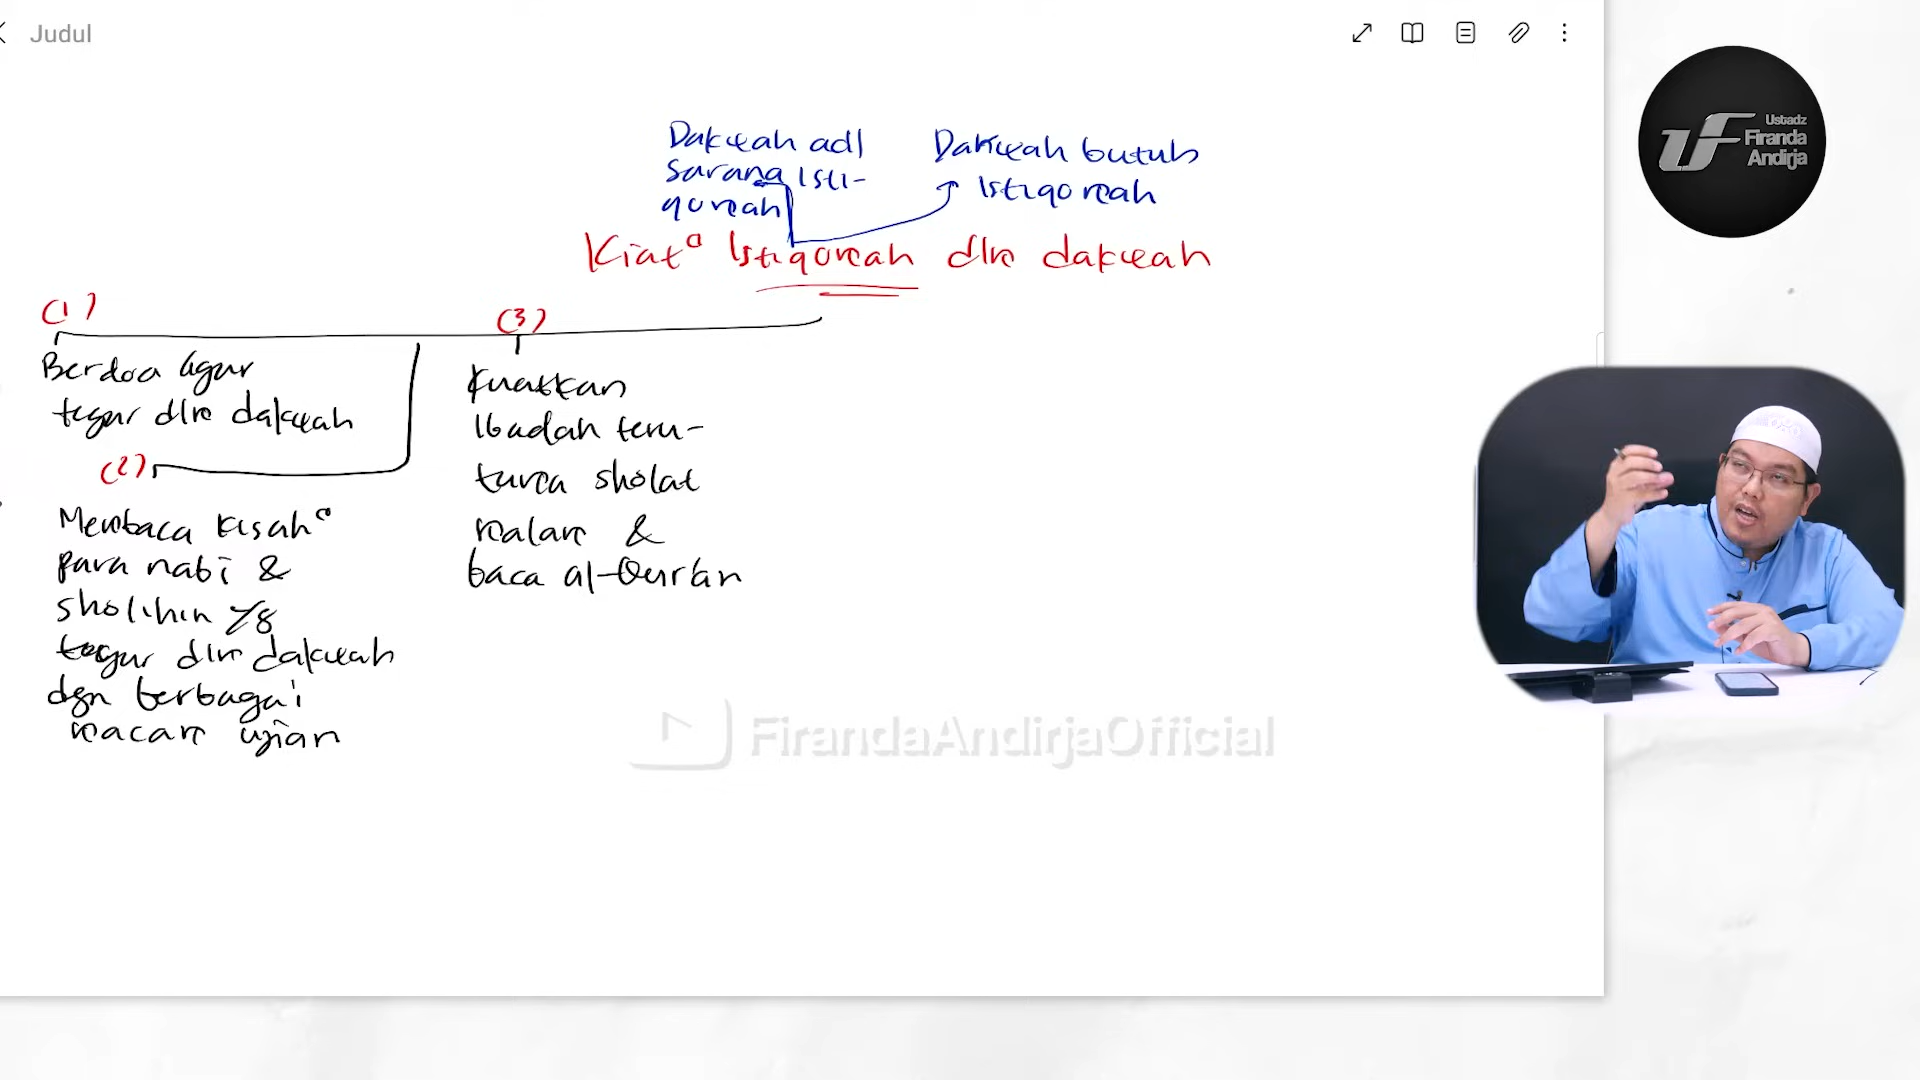 Judul
Ustadz
Firanda
Andirja
Dakwah adl
sarana isti-
qomah
Dakwah butuh
istiqomah
Kiat² Istiqomah dlm dakwah
(1)
Berdoa agar
tegar dlm dakwah
(2)
Membaca kisah²
para nabi &
sholihin yg
tegar dlm dakwah
dgn berbagai
macam ujian
(3)
Kuatkan
Ibadah teru-
tama sholat
malam &
baca al-Qur'an
FirandaAndirjaOfficial